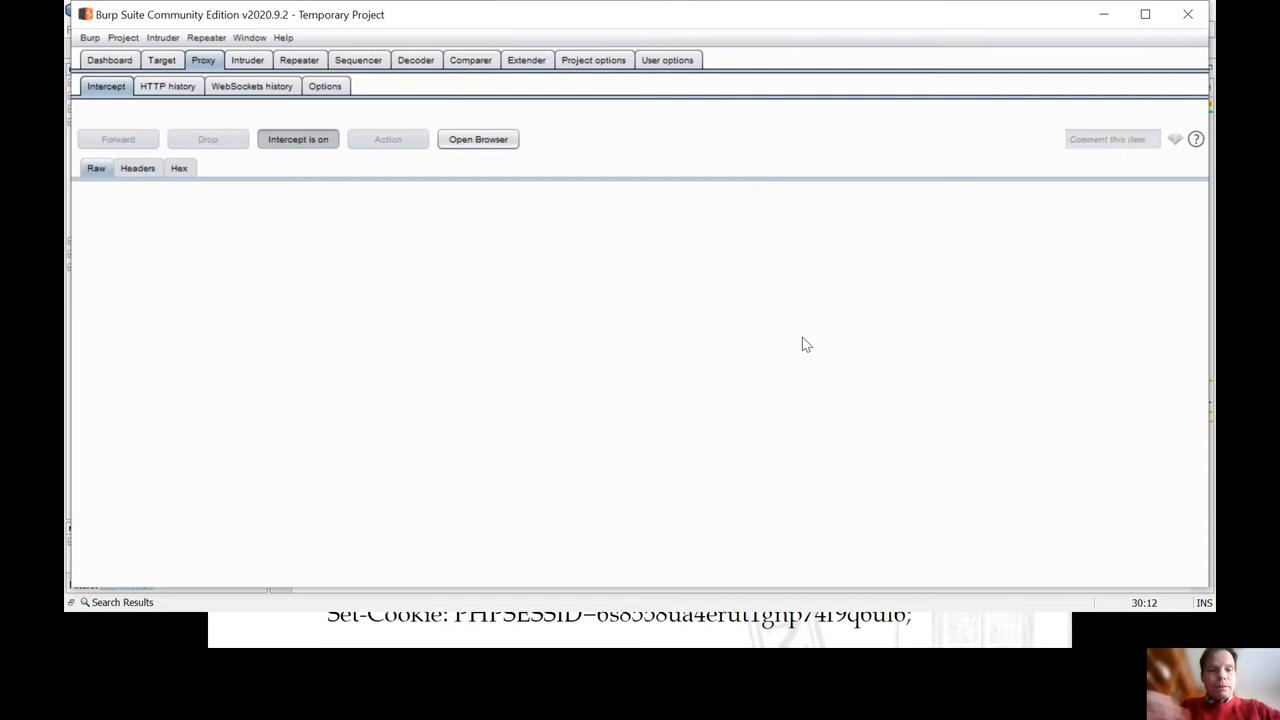 Burp Suite Community Edition v2020.9.2 - Temporary Project
Burp Project Intruder Repeater Window Help
Dashboard Target Proxy Intruder Repeater Sequencer Decoder Comparer Extender Project options User options
Intercept HTTP history WebSockets history Options
Forward Drop Intercept is on Action Open Browser Comment this item ?
Raw Headers Hex
Search Results 30:12 INS
Set-Cookie: